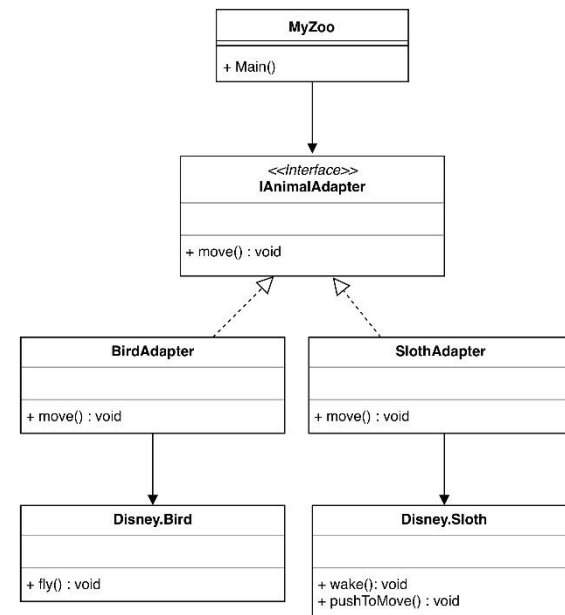 MyZoo
+ Main()
<<Interface>>
IAnimalAdapter
+ move() : void
BirdAdapter
+ move() : void
SlothAdapter
+ move() : void
Disney.Bird
+ fly() : void
Disney.Sloth
+ wake(): void
+ pushToMove() : void